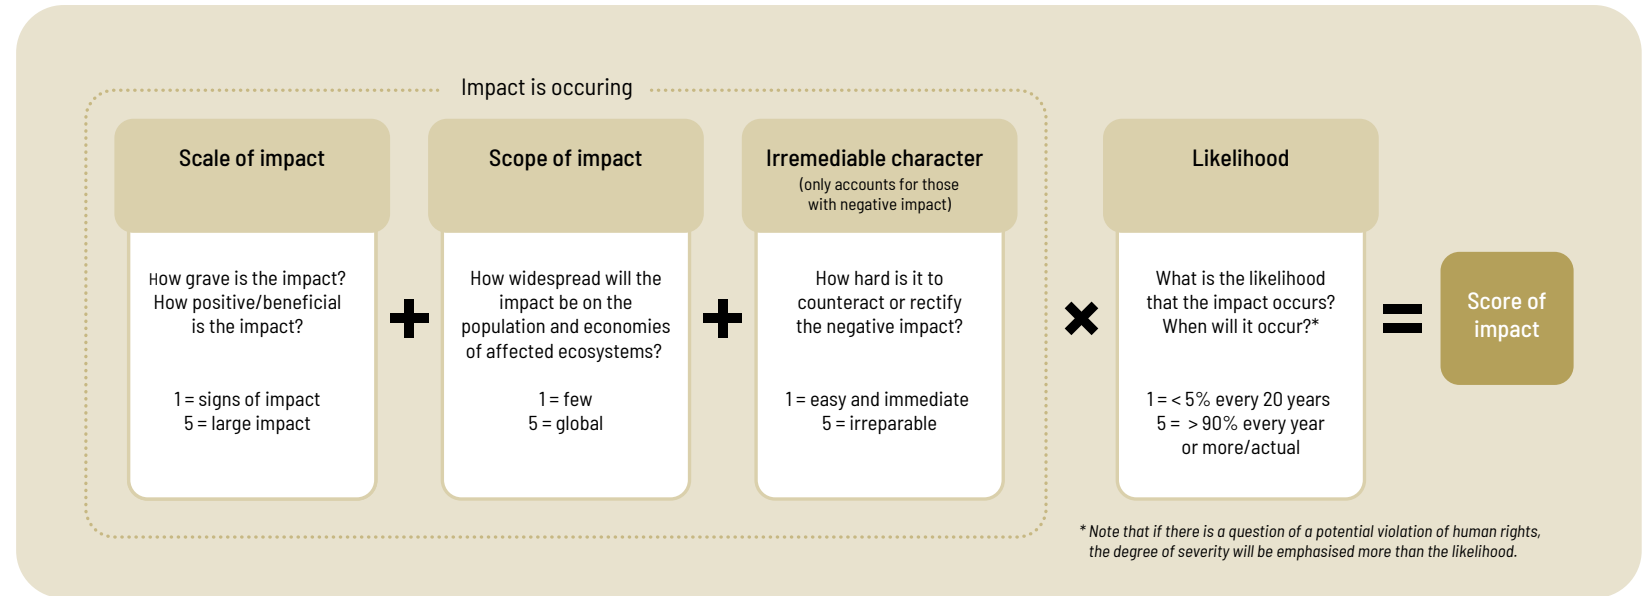 Impact is occuring
Scale of impact
How grave is the impact?
How positive/beneficial
is the impact?
1 = signs of impact
5 = large impact
Scope of impact
How widespread will the
impact be on the
population and economies
of affected ecosystems?
1 = few
5 = global
Irremediable character
(only accounts for those
with negative impact)
How hard is it to
counteract or rectify
the negative impact?
1 = easy and immediate
5 = irreparable
Likelihood
What is the likelihood
that the impact occurs?
When will it occur?*
1 = < 5% every 20 years
5 = > 90% every year
or more/actual
Score of
impact
* Note that if there is a question of a potential violation of human rights,
the degree of severity will be emphasised more than the likelihood.